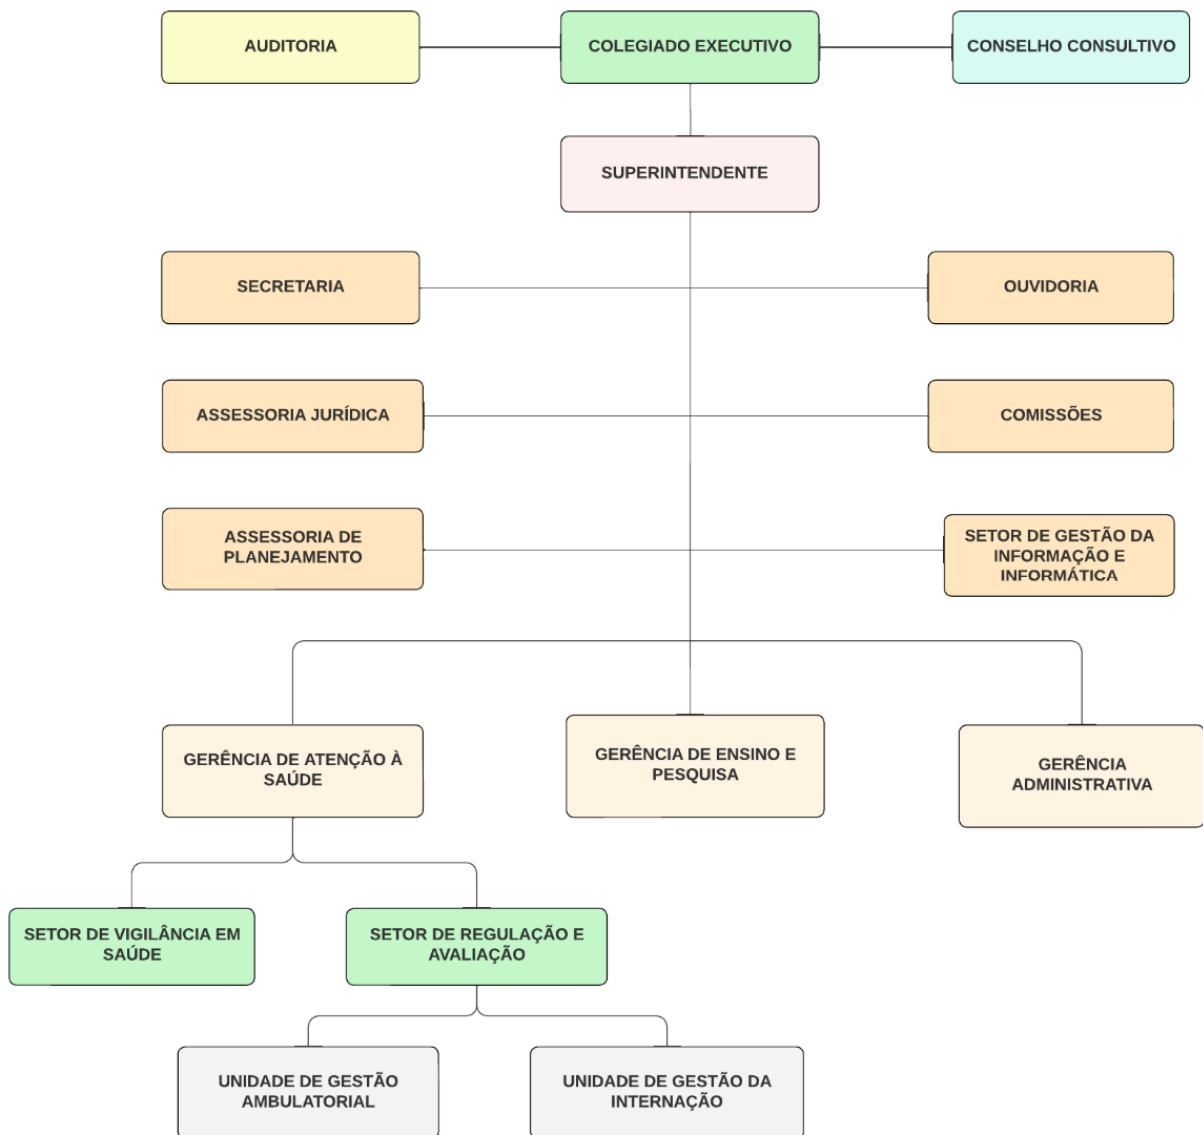 AUDITORIA
COLEGIADO EXECUTIVO
CONSELHO CONSULTIVO
SUPERINTENDENTE
SECRETARIA
OUVIDORIA
ASSESSORIA JURÍDICA
COMISSÕES
ASSESSORIA DE
PLANEJAMENTO
SETOR DE GESTÃO DA
INFORMAÇÃO E
INFORMÁTICA
GERÊNCIA DE ATENÇÃO À
SAÚDE
GERÊNCIA DE ENSINO E
PESQUISA
GERÊNCIA
ADMINISTRATIVA
SETOR DE VIGILÂNCIA EM
SAÚDE
SETOR DE REGULAÇÃO E
AVALIAÇÃO
UNIDADE DE GESTÃO
AMBULATORIAL
UNIDADE DE GESTÃO DA
INTERNAÇÃO